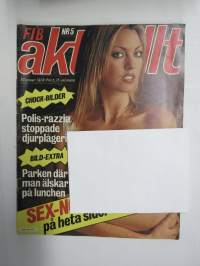 FIB
NR 5
aktuellt
CHOCK-BILDER
Polis-razzia
stoppade
djurplågeri
BILD-EXTRA
Parken där
man älskar
på lunchen
SEX-N
på heta sidor